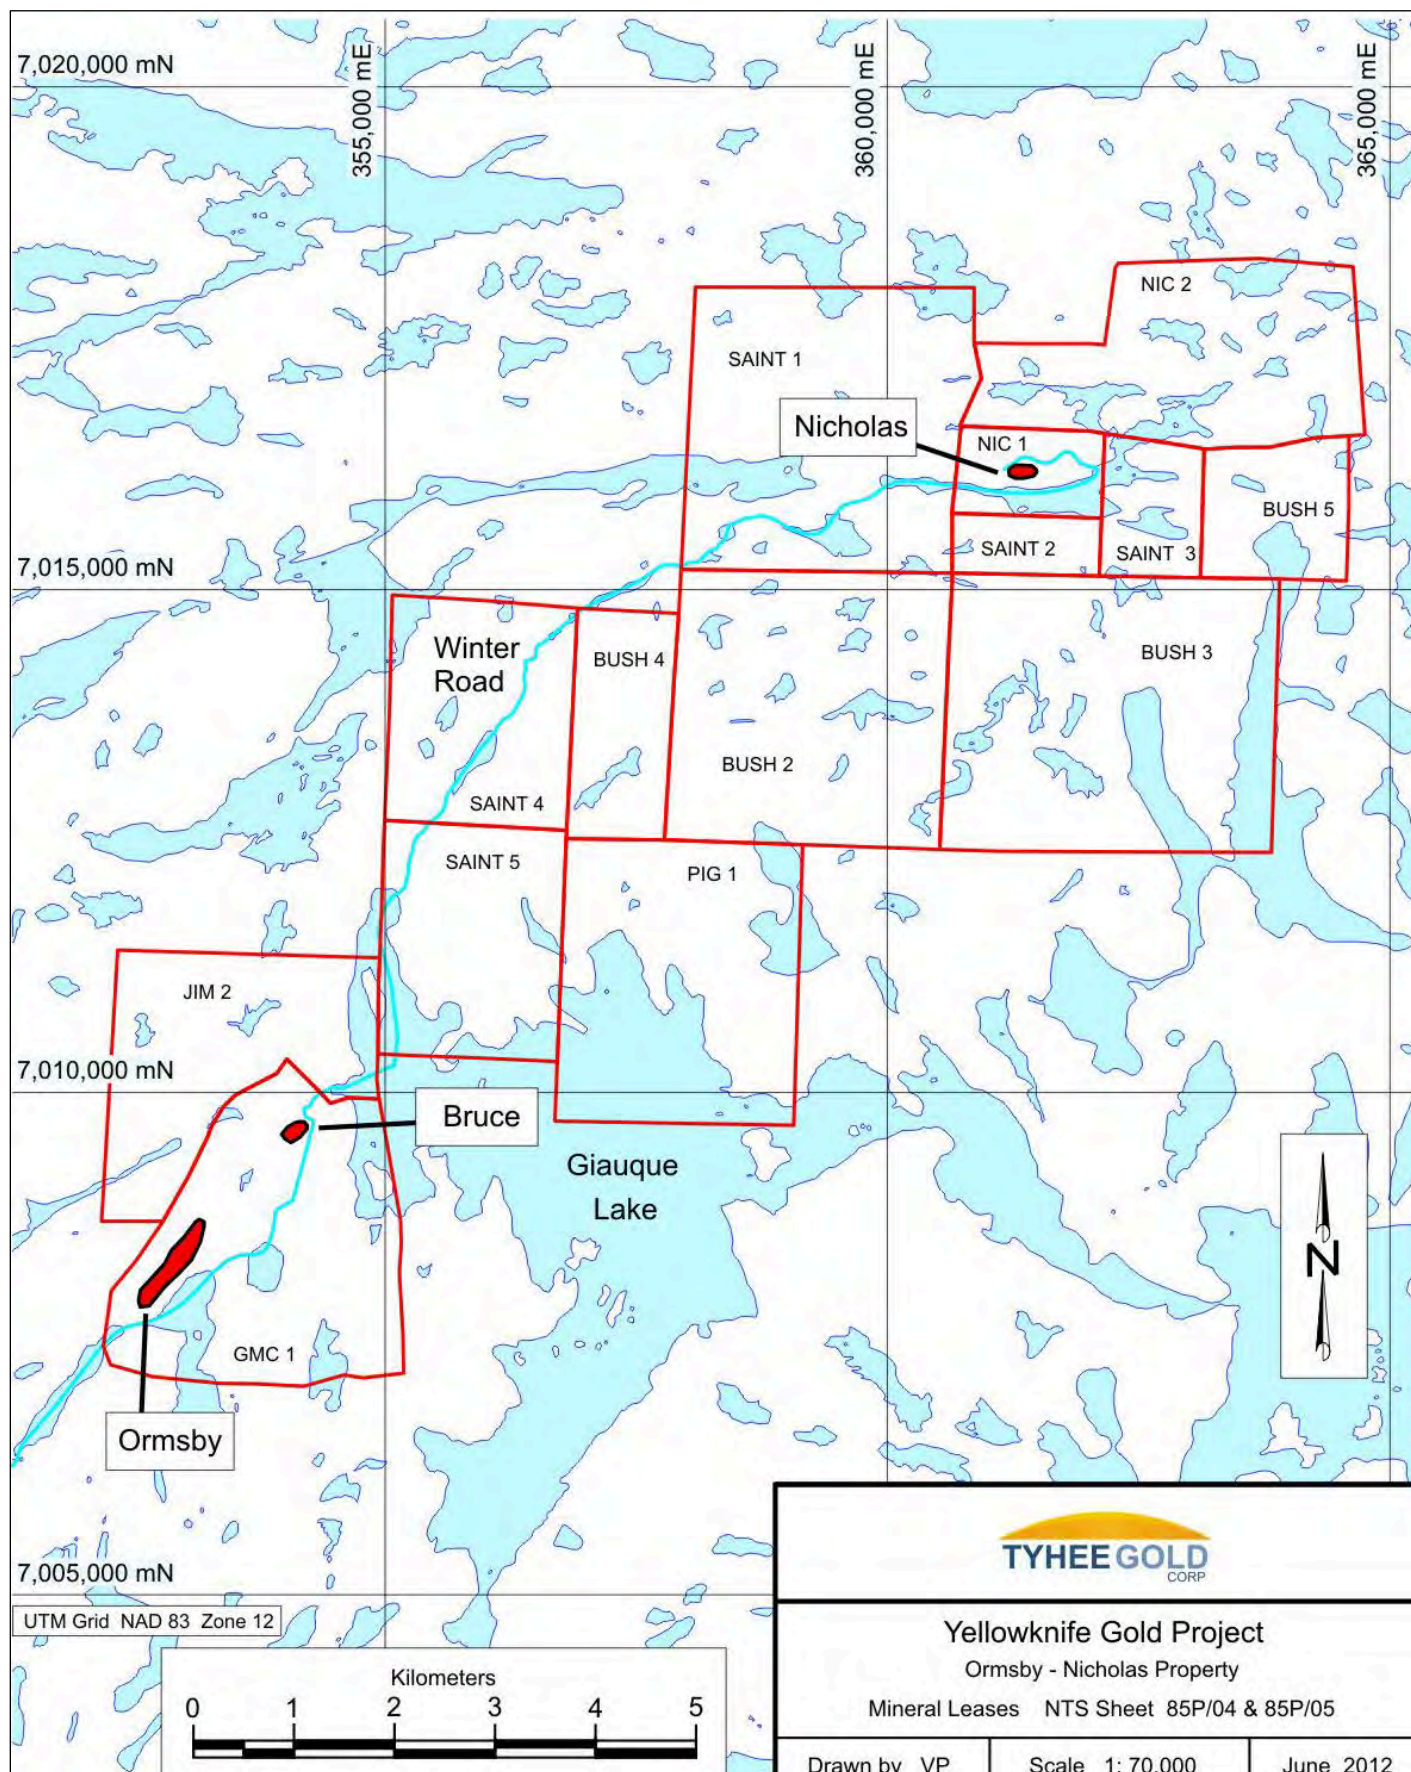 7,020,000 mN
355,000 mE
360,000 mE
365,000 mE
NIC 2
SAINT 1
Nicholas
NIC 1
BUSH 5
SAINT 2
SAINT 3
7,015,000 mN
Winter
Road
BUSH 4
BUSH 3
BUSH 2
SAINT 4
SAINT 5
PIG 1
JIM 2
7,010,000 mN
Bruce
Giauque
Lake
N
GMC 1
Ormsby
7,005,000 mN
UTM Grid NAD 83 Zone 12
Kilometers
0 1 2 3 4 5
TYHEE GOLD
CORP
Yellowknife Gold Project
Ormsby - Nicholas Property
Mineral Leases NTS Sheet 85P/04 & 85P/05
Drawn by VP
Scale 1: 70,000
June 2012